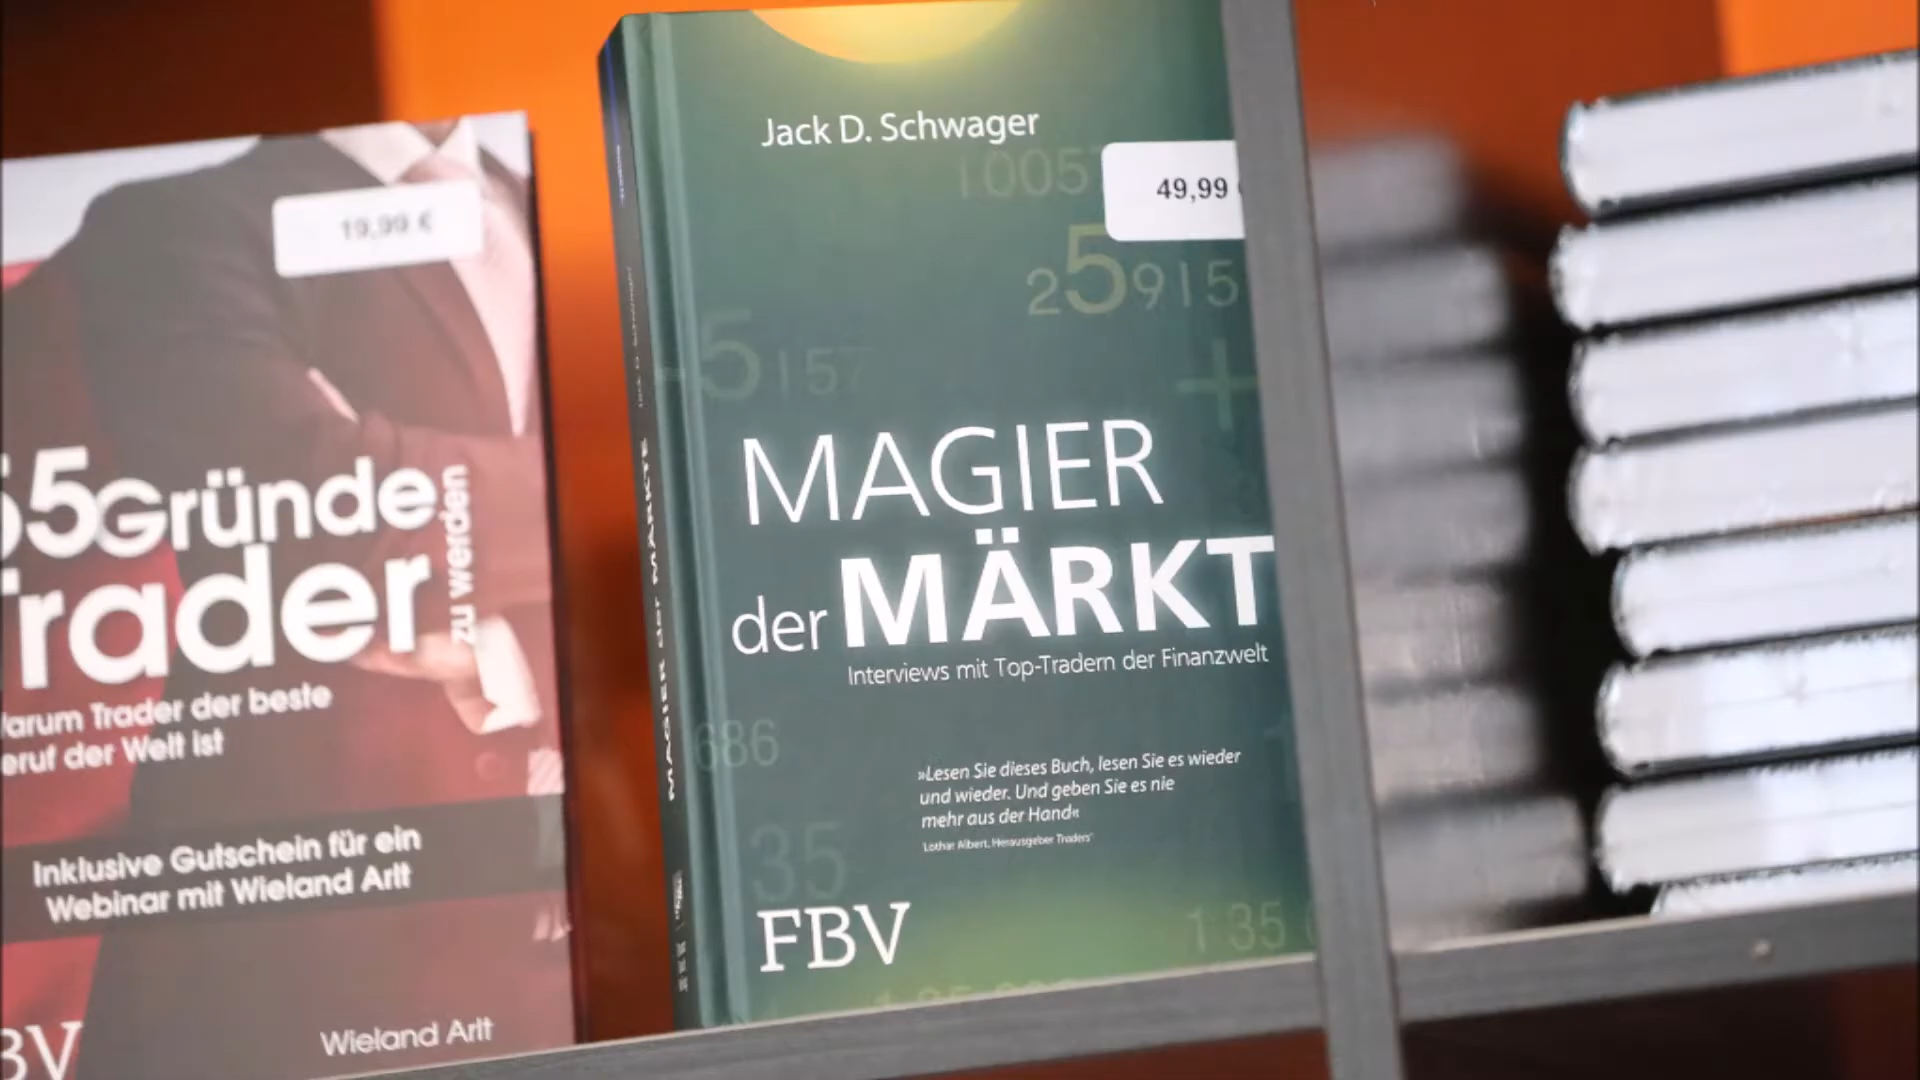 19,99 €
55Gründe
Trader
zu werden
arum Trader der beste
eruf der Welt ist
Inklusive Gutschein für ein
Webinar mit Wieland Arlt
BV
Wieland Arlt
Jack D. Schwager
49,99
1005
25915
5157
MAGIER
der MÄRKT
Interviews mit Top-Tradern der Finanzwelt
686
»Lesen Sie dieses Buch, lesen Sie es wieder
und wieder. Und geben Sie es nie
mehr aus der Hand«
Lothar Albert, Herausgeber Traders'
35
FBV
1 35
MAGIER der MÄRKTE
Jack D. Schwager